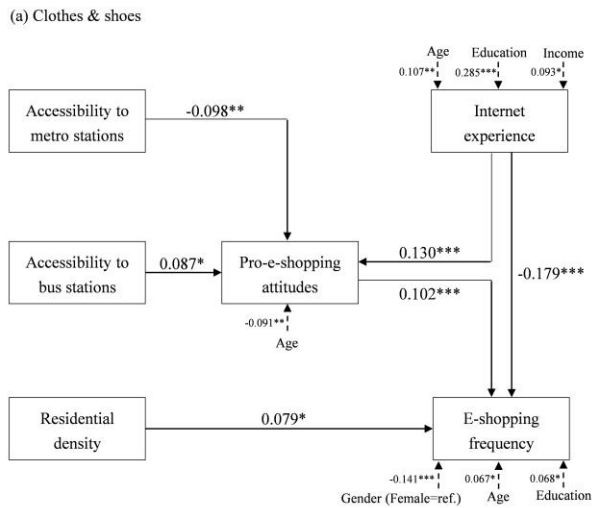 (a) Clothes & shoes
Age
Education
Income
0.107**
0.285***
0.093*
Accessibility to
metro stations
-0.098**
Internet
experience
Accessibility to
bus stations
0.087*
Pro-e-shopping
attitudes
0.130***
0.102***
-0.179***
-0.091**
Age
Residential
density
0.079*
E-shopping
frequency
-0.141***
0.067*
0.068*
Gender (Female=ref.)
Age
Education